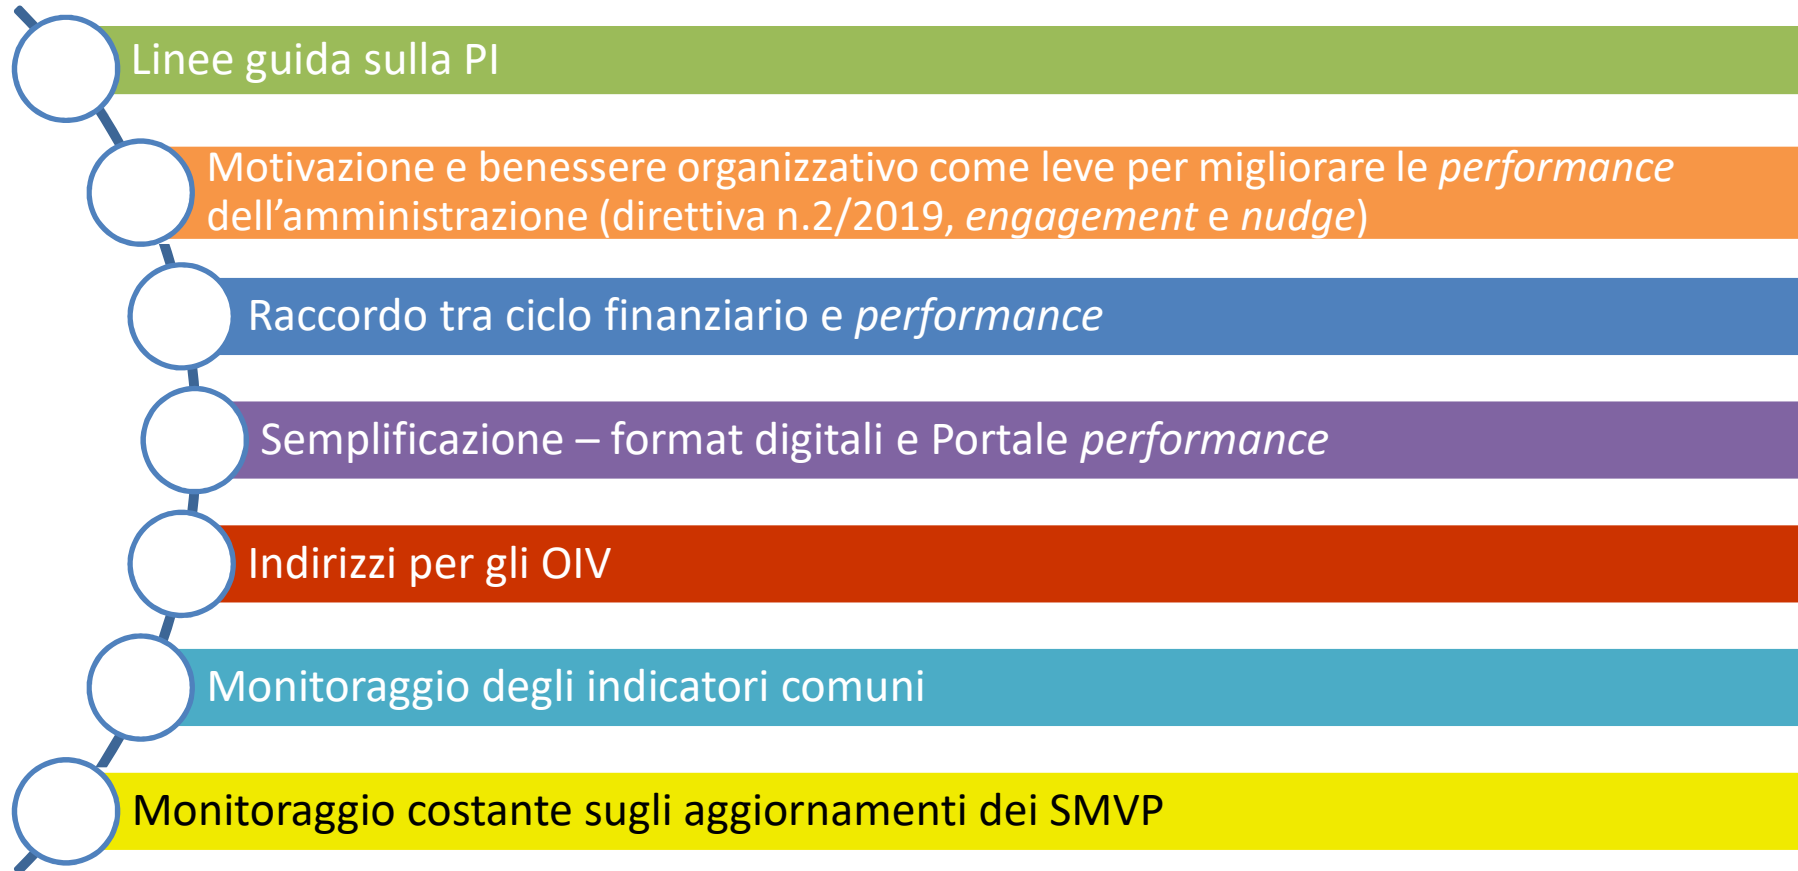 Linee guida sulla PI
Motivazione e benessere organizzativo come leve per migliorare le performance
dell’amministrazione (direttiva n.2/2019, engagement e nudge)
Raccordo tra ciclo finanziario e performance
Semplificazione – format digitali e Portale performance
Indirizzi per gli OIV
Monitoraggio degli indicatori comuni
Monitoraggio costante sugli aggiornamenti dei SMVP